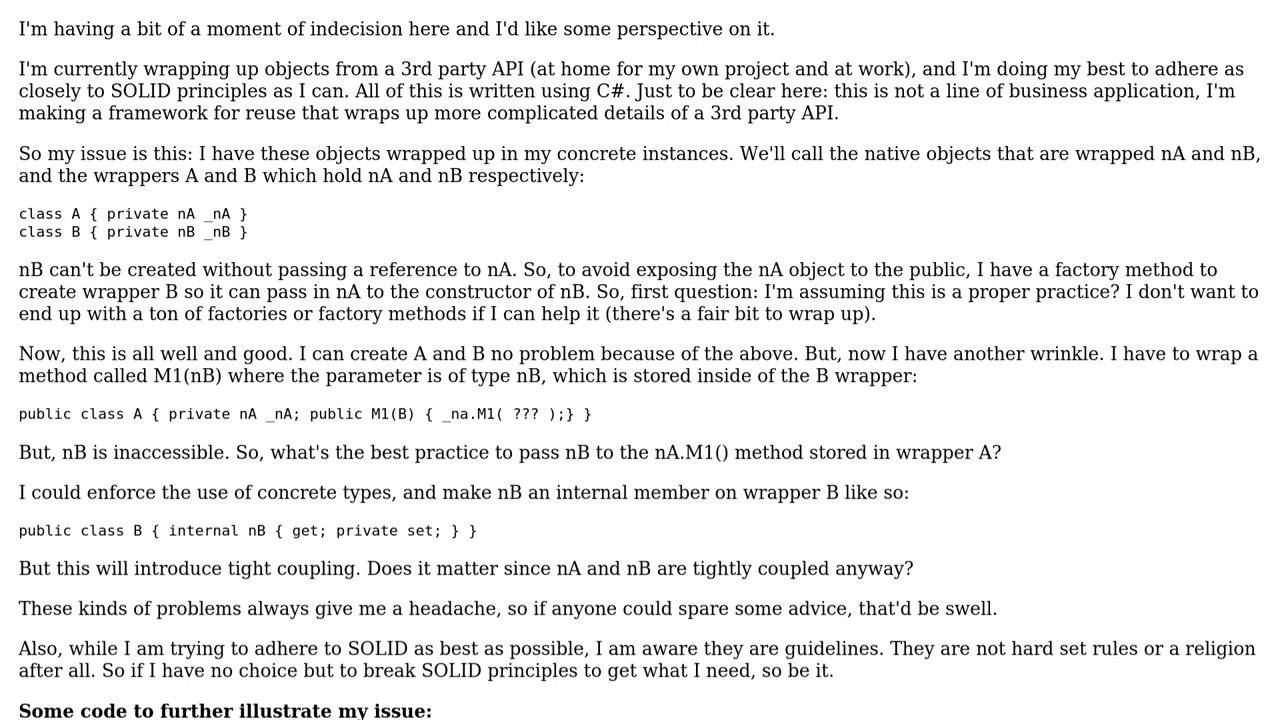 I'm having a bit of a moment of indecision here and I'd like some perspective on it.
I'm currently wrapping up objects from a 3rd party API (at home for my own project and at work), and I'm doing my best to adhere as
closely to SOLID principles as I can. All of this is written using C#. Just to be clear here: this is not a line of business application, I'm
making a framework for reuse that wraps up more complicated details of a 3rd party API.
So my issue is this: I have these objects wrapped up in my concrete instances. We'll call the native objects that are wrapped nA and nB,
and the wrappers A and B which hold nA and nB respectively:
class A { private nA _nA }
class B { private nB _nB }
nB can't be created without passing a reference to nA. So, to avoid exposing the nA object to the public, I have a factory method to
create wrapper B so it can pass in nA to the constructor of nB. So, first question: I'm assuming this is a proper practice? I don't want to
end up with a ton of factories or factory methods if I can help it (there's a fair bit to wrap up).
Now, this is all well and good. I can create A and B no problem because of the above. But, now I have another wrinkle. I have to wrap a
method called M1(nB) where the parameter is of type nB, which is stored inside of the B wrapper:
public class A { private nA _nA; public M1(B) { _na.M1( ??? );} }
But, nB is inaccessible. So, what's the best practice to pass nB to the nA.M1() method stored in wrapper A?
I could enforce the use of concrete types, and make nB an internal member on wrapper B like so:
public class B { internal nB { get; private set; } }
But this will introduce tight coupling. Does it matter since nA and nB are tightly coupled anyway?
These kinds of problems always give me a headache, so if anyone could spare some advice, that'd be swell.
Also, while I am trying to adhere to SOLID as best as possible, I am aware they are guidelines. They are not hard set rules or a religion
after all. So if I have no choice but to break SOLID principles to get what I need, so be it.
Some code to further illustrate my issue: